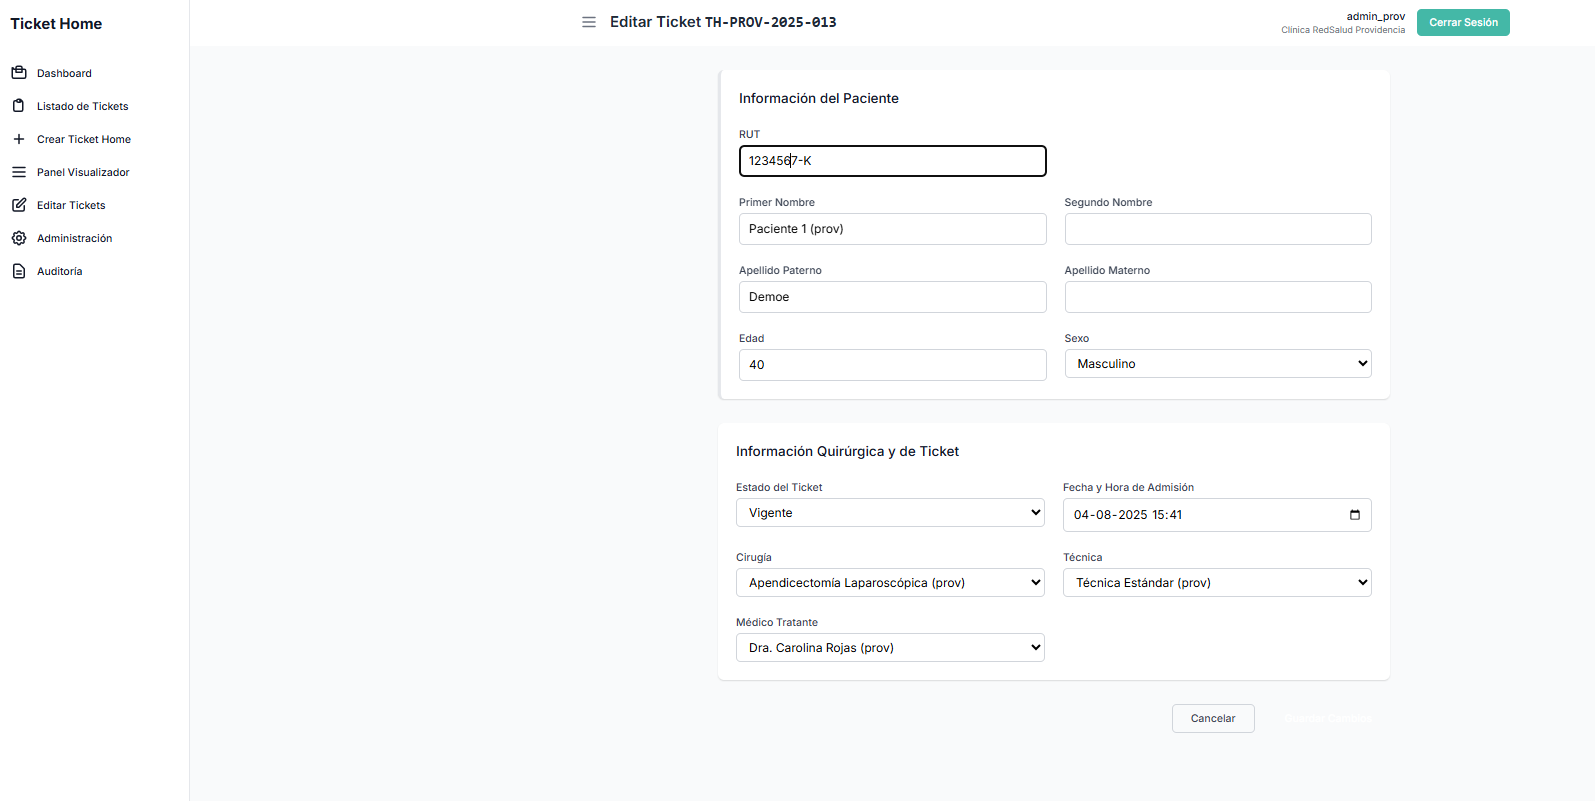 Ticket Home
Editar Ticket TH-PROV-2025-013
admin_prov
Clínica RedSalud Providencia
Cerrar Sesión
Dashboard
Listado de Tickets
Crear Ticket Home
Panel Visualizador
Editar Tickets
Administración
Auditoría
Información del Paciente
RUT
1234567-K
Primer Nombre
Segundo Nombre
Paciente 1 (prov)
Apellido Paterno
Apellido Materno
Demoe
Edad
Sexo
40
Masculino
Información Quirúrgica y de Ticket
Estado del Ticket
Fecha y Hora de Admisión
Vigente
04-08-2025 15:41
Cirugía
Técnica
Apendicectomía Laparoscópica (prov)
Técnica Estándar (prov)
Médico Tratante
Dra. Carolina Rojas (prov)
Cancelar